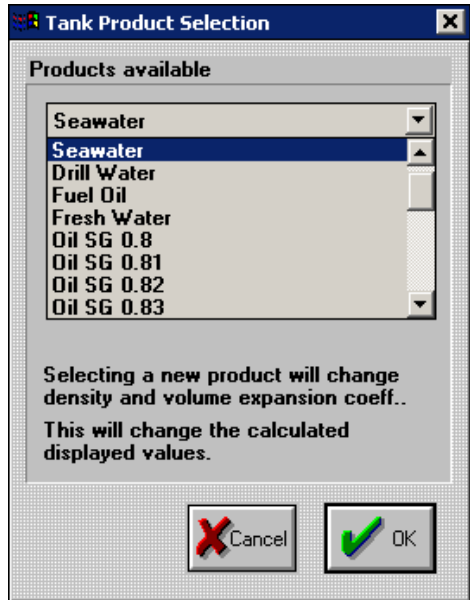 Tank Product Selection
Products available
Seawater
Seawater
Drill Water
Fuel Oil
Fresh Water
Oil SG 0.8
Oil SG 0.81
Oil SG 0.82
Oil SG 0.83
Selecting a new product will change
density and volume expansion coeff..
This will change the calculated
displayed values.
Cancel
OK